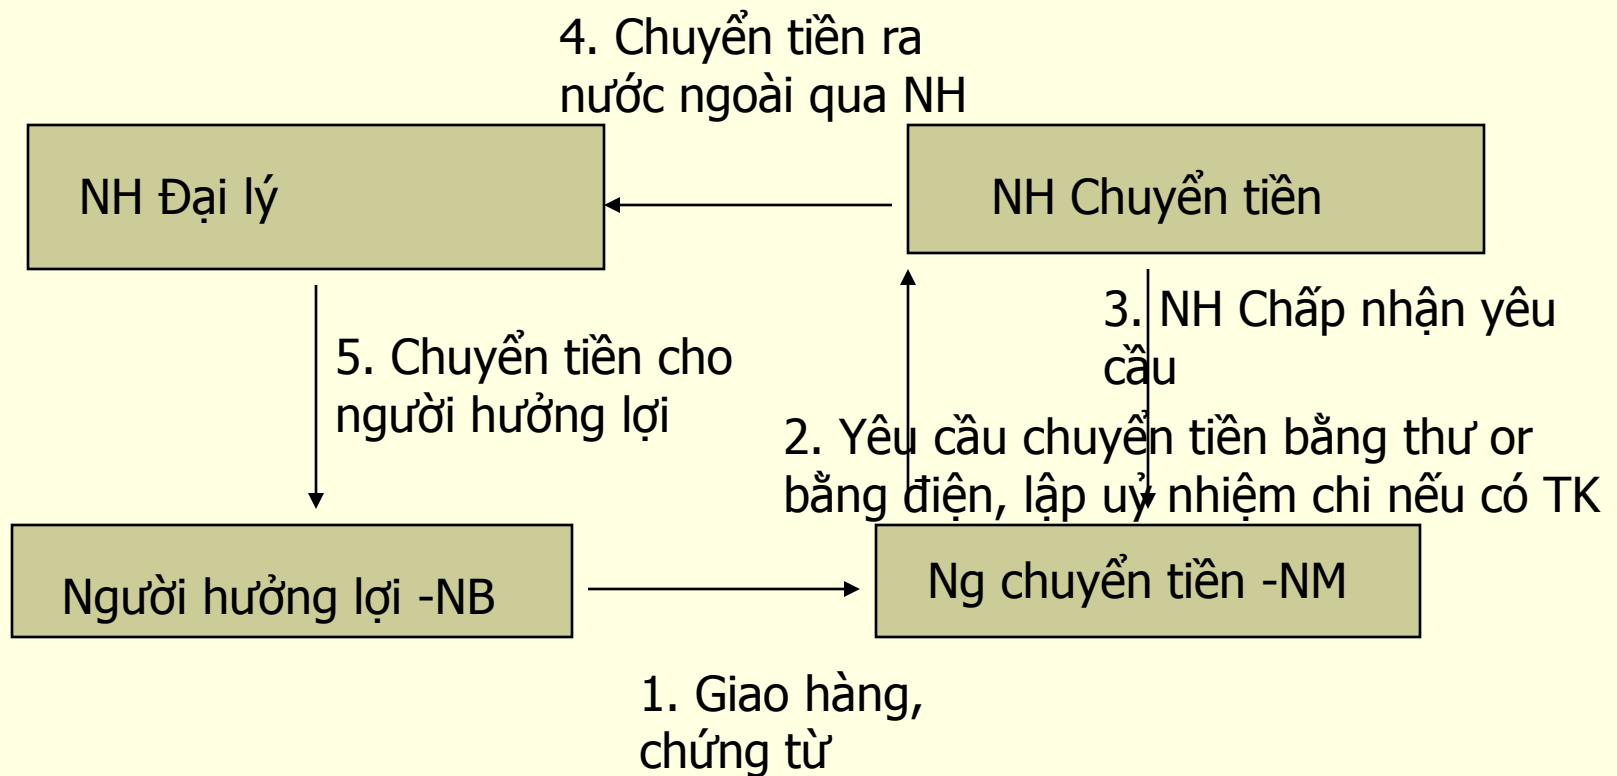 4. Chuyển tiền ra
nước ngoài qua NH
NH Đại lý
NH Chuyển tiền
3. NH Chấp nhận yêu
cầu
5. Chuyển tiền cho
người hưởng lợi
2. Yêu cầu chuyển tiền bằng thư or
bằng điện, lập uỷ nhiệm chi nếu có TK
Người hưởng lợi -NB
Ng chuyển tiền -NM
1. Giao hàng,
chứng từ